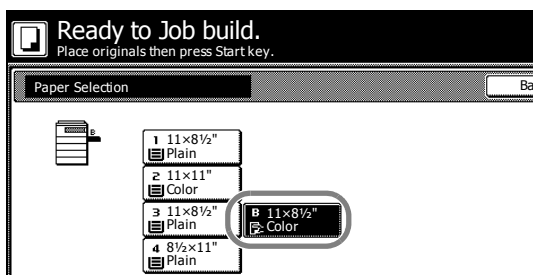 Ready to Job build.
Place originals then press Start key.
Paper Selection
Ba
B
1 11×8½"
Plain
2 11×11"
Color
3 11×8½"
Plain
B 11×8½"
Color
4 8½×11"
Plain